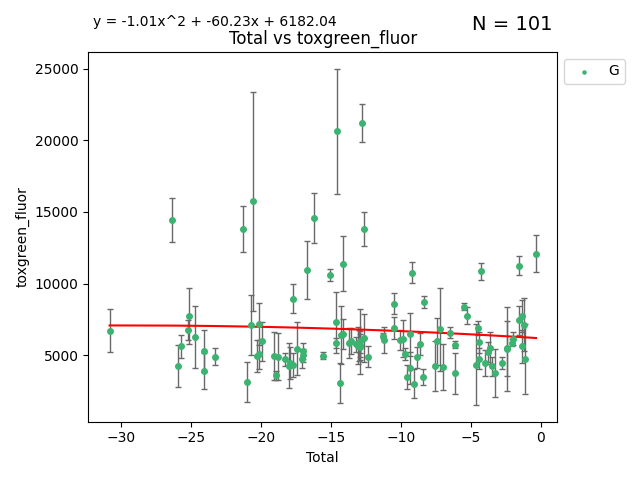 y = -1.01x^2 + -60.23x + 6182.04
N = 101
Total vs toxgreen_fluor
G
25000
20000
15000
10000
5000
toxgreen_fluor
−30 −25 −20 −15 −10 −5 0
Total